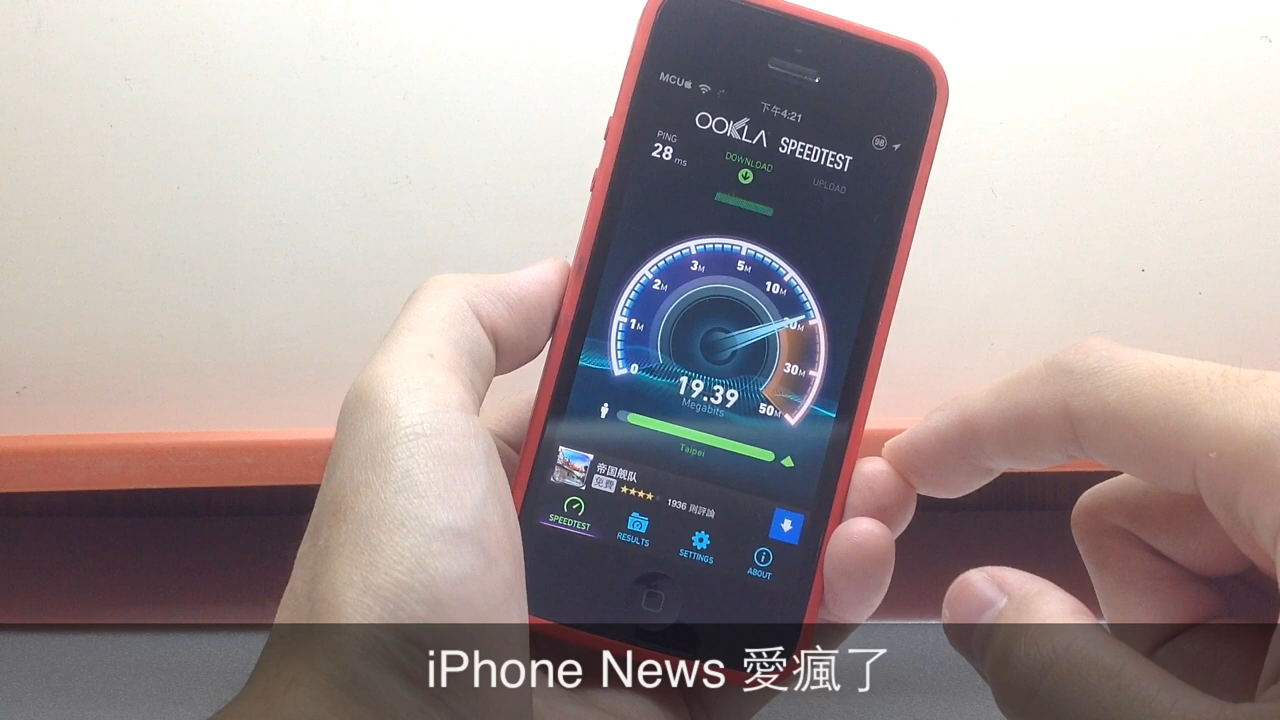 MCU
下午4:21
98
OOKLA SPEEDTEST
PING
28 ms
DOWNLOAD
UPLOAD
0
1M
2M
3M
5M
10M
20M
30M
50M
19.39
Megabits
Taipei
帝国舰队
免費
1936 則評論
SPEEDTEST
RESULTS
SETTINGS
ABOUT
iPhone News 愛瘋了